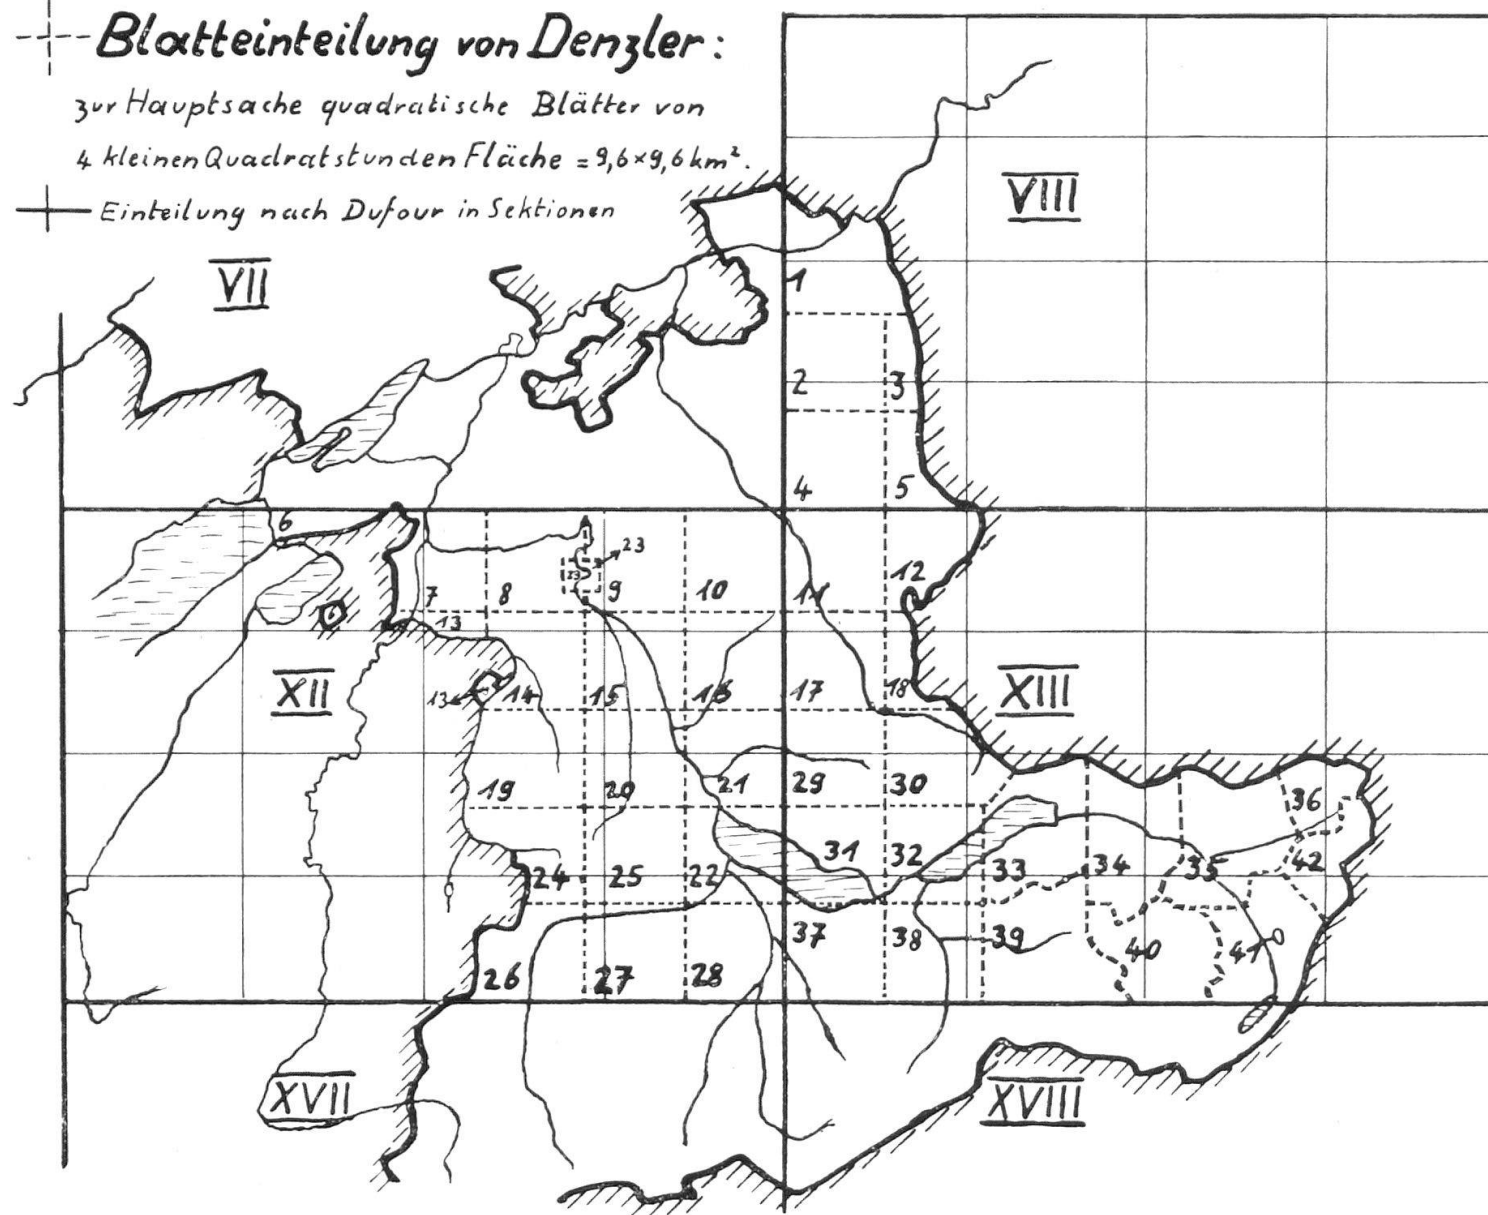 Blatteinteilung von Denzler:
zur Hauptsache quadratische Blätter von
4 kleinen Quadratstunden Fläche = 9,6×9,6 km².
Einteilung nach Dufour in Sektionen
VIII
VII
1
2 3
4 5
6
23
23
12
7 8 9 10 11
13
XII
13 14 15 16 17 18
XIII
19 20 21 29 30
36
31 32 33 34 35 42
24 25 22
37 38 39 40 41
26 27 28
XVII
XVIII